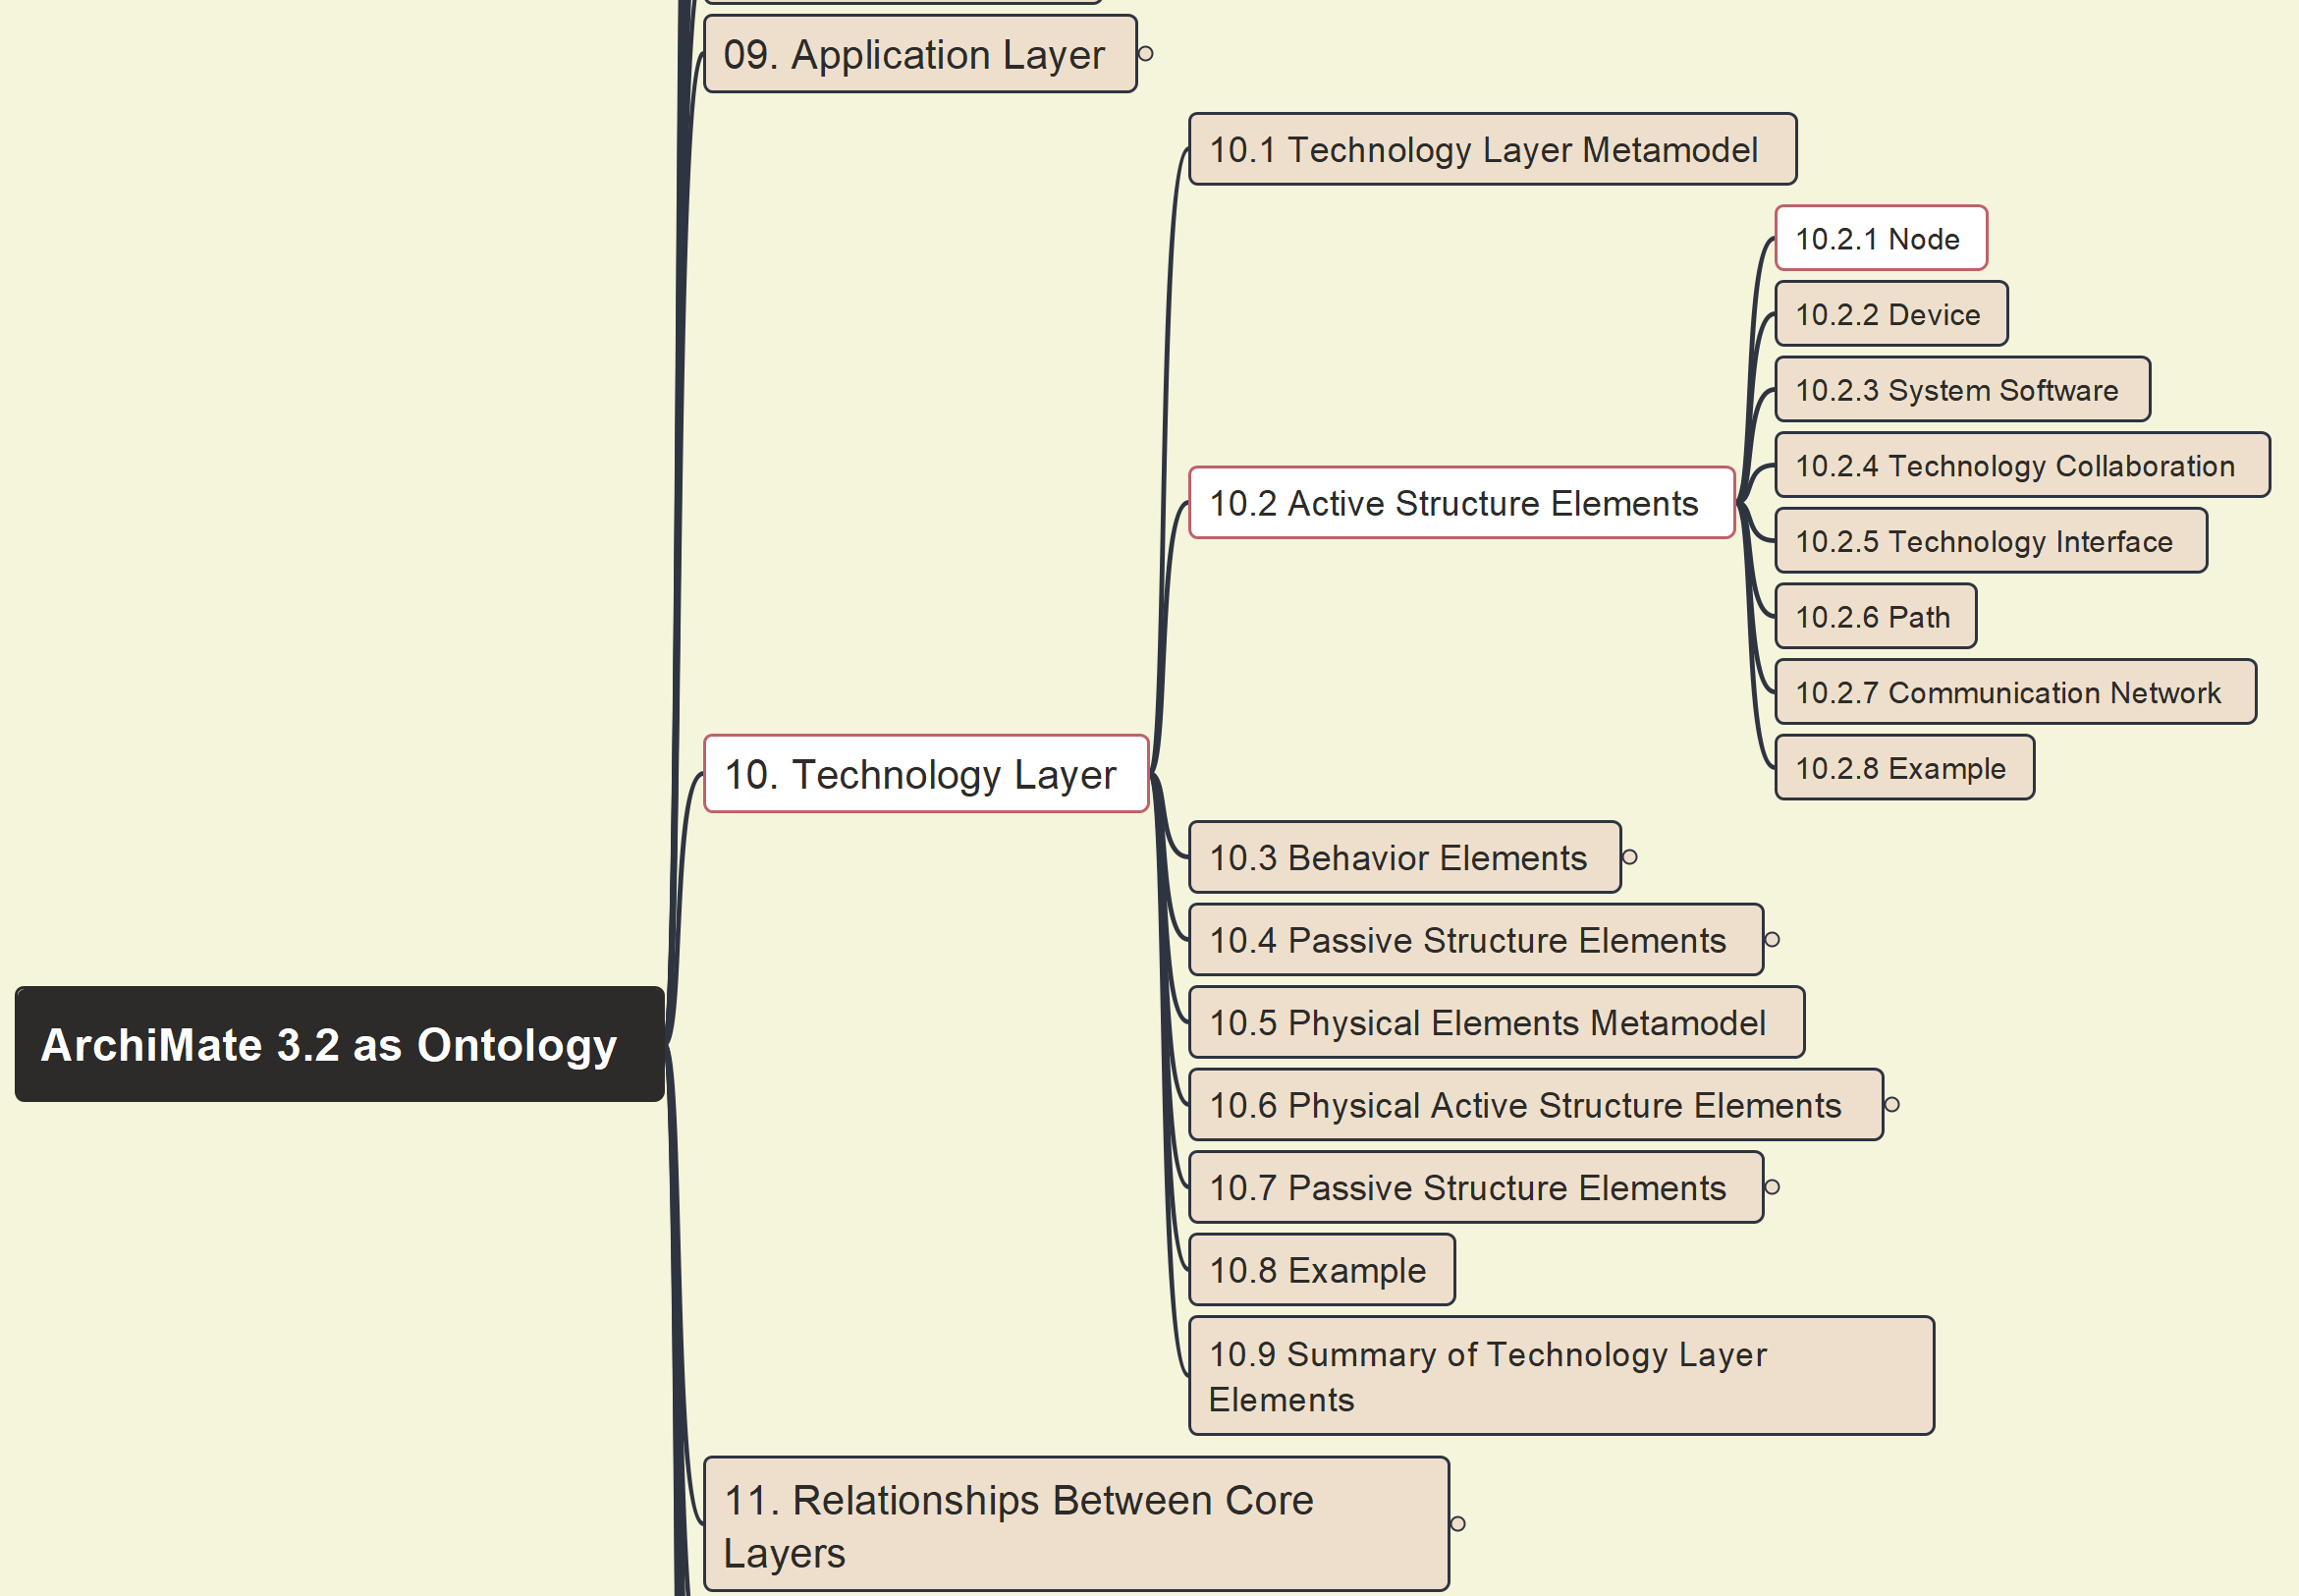 09. Application Layer
10.1 Technology Layer Metamodel
10.2.1 Node
10.2.2 Device
10.2.3 System Software
10.2.4 Technology Collaboration
10.2 Active Structure Elements
10.2.5 Technology Interface
10.2.6 Path
10.2.7 Communication Network
10.2.8 Example
10. Technology Layer
10.3 Behavior Elements
10.4 Passive Structure Elements
10.5 Physical Elements Metamodel
ArchiMate 3.2 as Ontology
10.6 Physical Active Structure Elements
10.7 Passive Structure Elements
10.8 Example
10.9 Summary of Technology Layer
Elements
11. Relationships Between Core
Layers